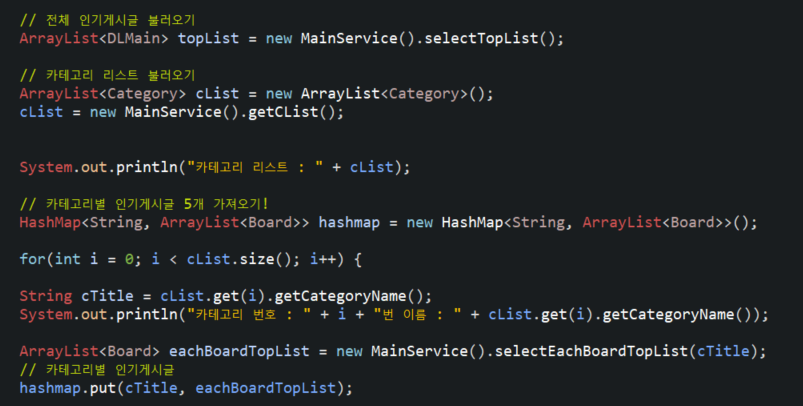 // 전체 인기게시글 불러오기
ArrayList<DLMain> topList = new MainService().selectTopList();
// 카테고리 리스트 불러오기
ArrayList<Category> cList = new ArrayList<Category>();
cList = new MainService().getCList();
System.out.println("카테고리 리스트 : " + cList);
// 카테고리별 인기게시글 5개 가져오기!
HashMap<String, ArrayList<Board>> hashmap = new HashMap<String, ArrayList<Board>>();
for(int i = 0; i < cList.size(); i++) {
String cTitle = cList.get(i).getCategoryName();
System.out.println("카테고리 번호 : " + i + "번 이름 : " + cList.get(i).getCategoryName());
ArrayList<Board> eachBoardTopList = new MainService().selectEachBoardTopList(cTitle);
// 카테고리별 인기게시글
hashmap.put(cTitle, eachBoardTopList);